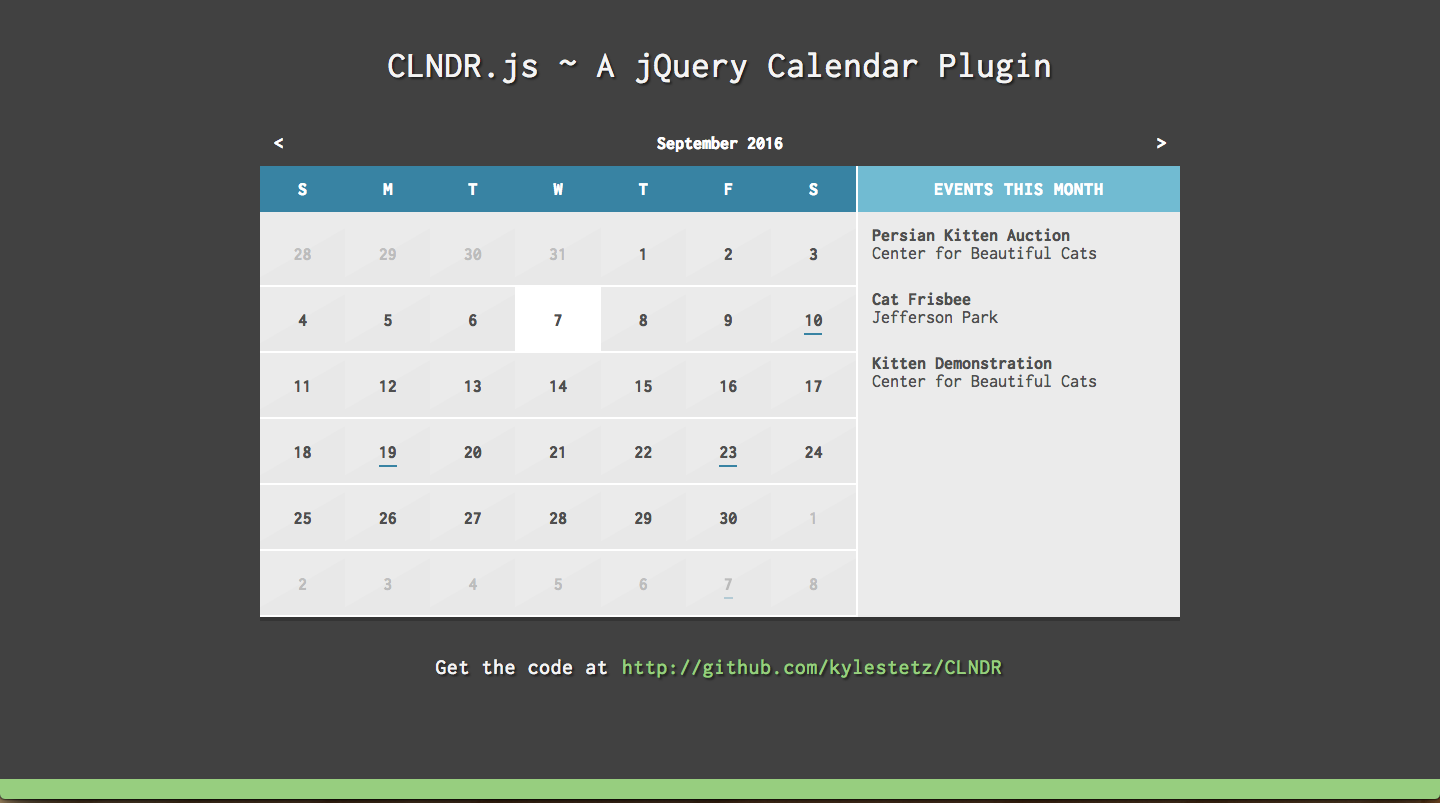 CLNDR.js ~ A jQuery Calendar Plugin
< September 2016 >
S M T W T F S
28 29 30 31 1 2 3
4 5 6 7 8 9 10
11 12 13 14 15 16 17
18 19 20 21 22 23 24
25 26 27 28 29 30 1
2 3 4 5 6 7 8
EVENTS THIS MONTH
Persian Kitten Auction
Center for Beautiful Cats
Cat Frisbee
Jefferson Park
Kitten Demonstration
Center for Beautiful Cats
Get the code at http://github.com/kylestetz/CLNDR